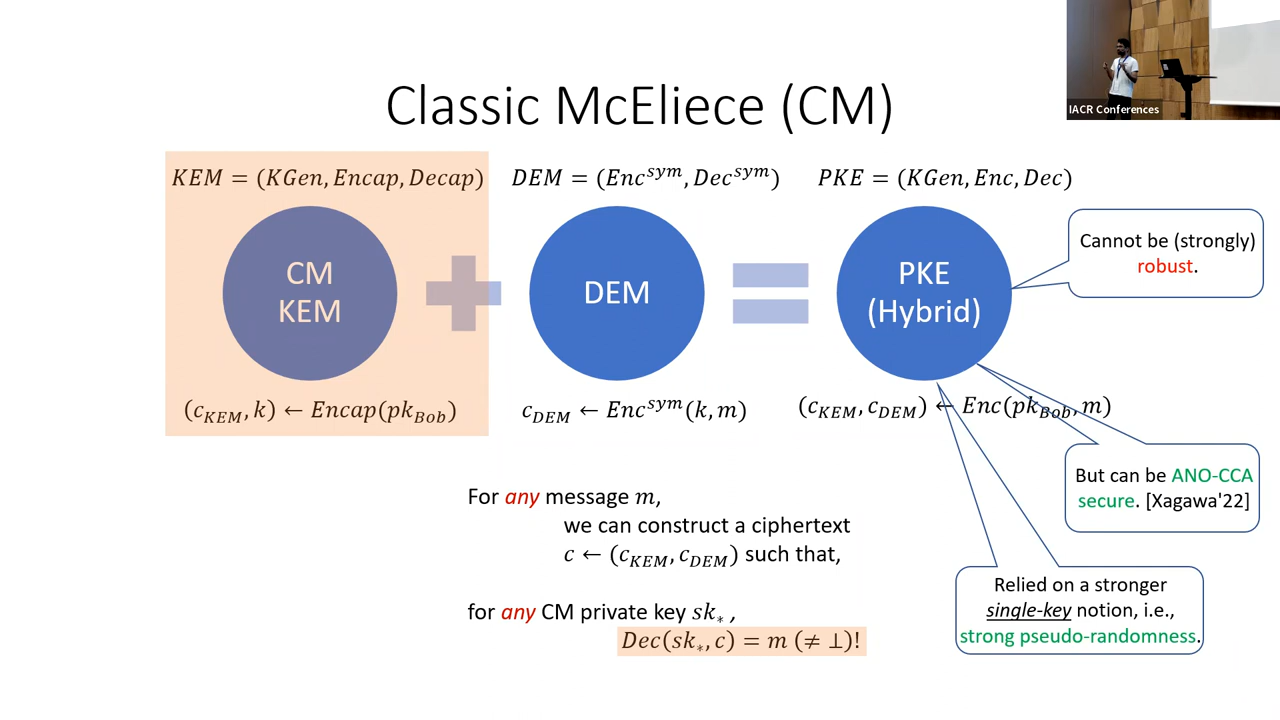 IACR Conferences
Classic McEliece (CM)
KEM = (KGen, Encap, Decap)
DEM = (Enc^sym, Dec^sym)
PKE = (KGen, Enc, Dec)
CM
KEM
+
DEM
=
PKE
(Hybrid)
Cannot be (strongly)
robust.
(c_KEM, k) ← Encap(pk_Bob)
c_DEM ← Enc^sym(k, m)
(c_KEM, c_DEM) ← Enc(pk_Bob, m)
But can be ANO-CCA
secure. [Xagawa'22]
For any message m,
we can construct a ciphertext
c ← (c_KEM, c_DEM) such that,
for any CM private key sk_*,
Dec(sk_*, c) = m (≠ ⊥)!
Relied on a stronger
single-key notion, i.e.,
strong pseudo-randomness.